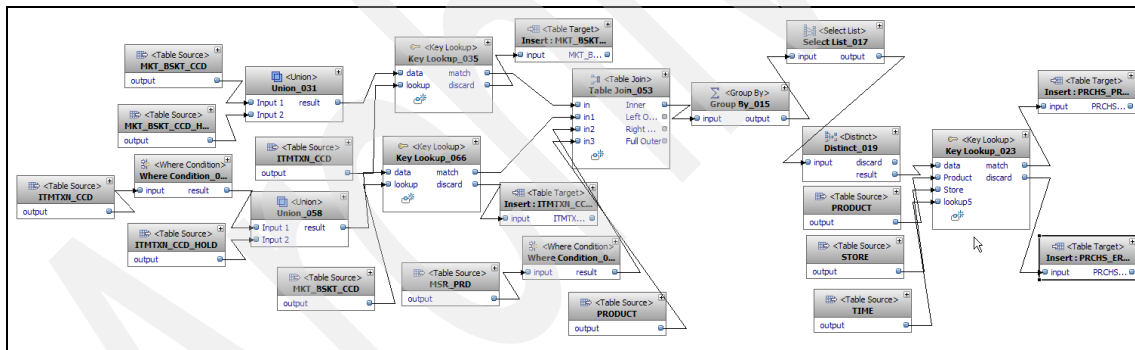 <Table Source>
MKT_BSKT_CCD
output
<Table Source>
MKT_BSKT_CCD_H...
output
<Union>
Union_031
Input 1 result
Input 2
<Key Lookup>
Key Lookup_035
data match
lookup discard
<Table Target>
Insert : MKT_BSKT...
input MKT_B...
<Table Source>
ITMTXN_CCD
output
<Where Condition>
Where Condition_0...
input result
<Table Source>
ITMTXN_CCD
output
<Table Source>
ITMTXN_CCD_HOLD
output
<Union>
Union_058
Input 1 result
Input 2
<Key Lookup>
Key Lookup_066
data match
lookup discard
<Table Target>
Insert : ITMTXN_CC...
input ITMTX...
<Table Source>
MKT_BSKT_CCD
output
<Table Source>
MSR_PRD
output
<Where Condition>
Where Condition_0...
input result
<Table Source>
PRODUCT
output
<Table Join>
Table Join_053
in Inner
in1 Left O...
in2 Right ...
in3 Full Outer
<Group By>
Group By_015
input output
<Select List>
Select List_017
input output
<Distinct>
Distinct_019
input discard
result
<Table Source>
PRODUCT
output
<Table Source>
STORE
output
<Table Source>
TIME
output
<Key Lookup>
Key Lookup_023
data match
Product discard
Store
lookup5
<Table Target>
Insert : PRCHS_PR...
input PRCHS...
<Table Target>
Insert : PRCHS_ER...
input PRCHS...